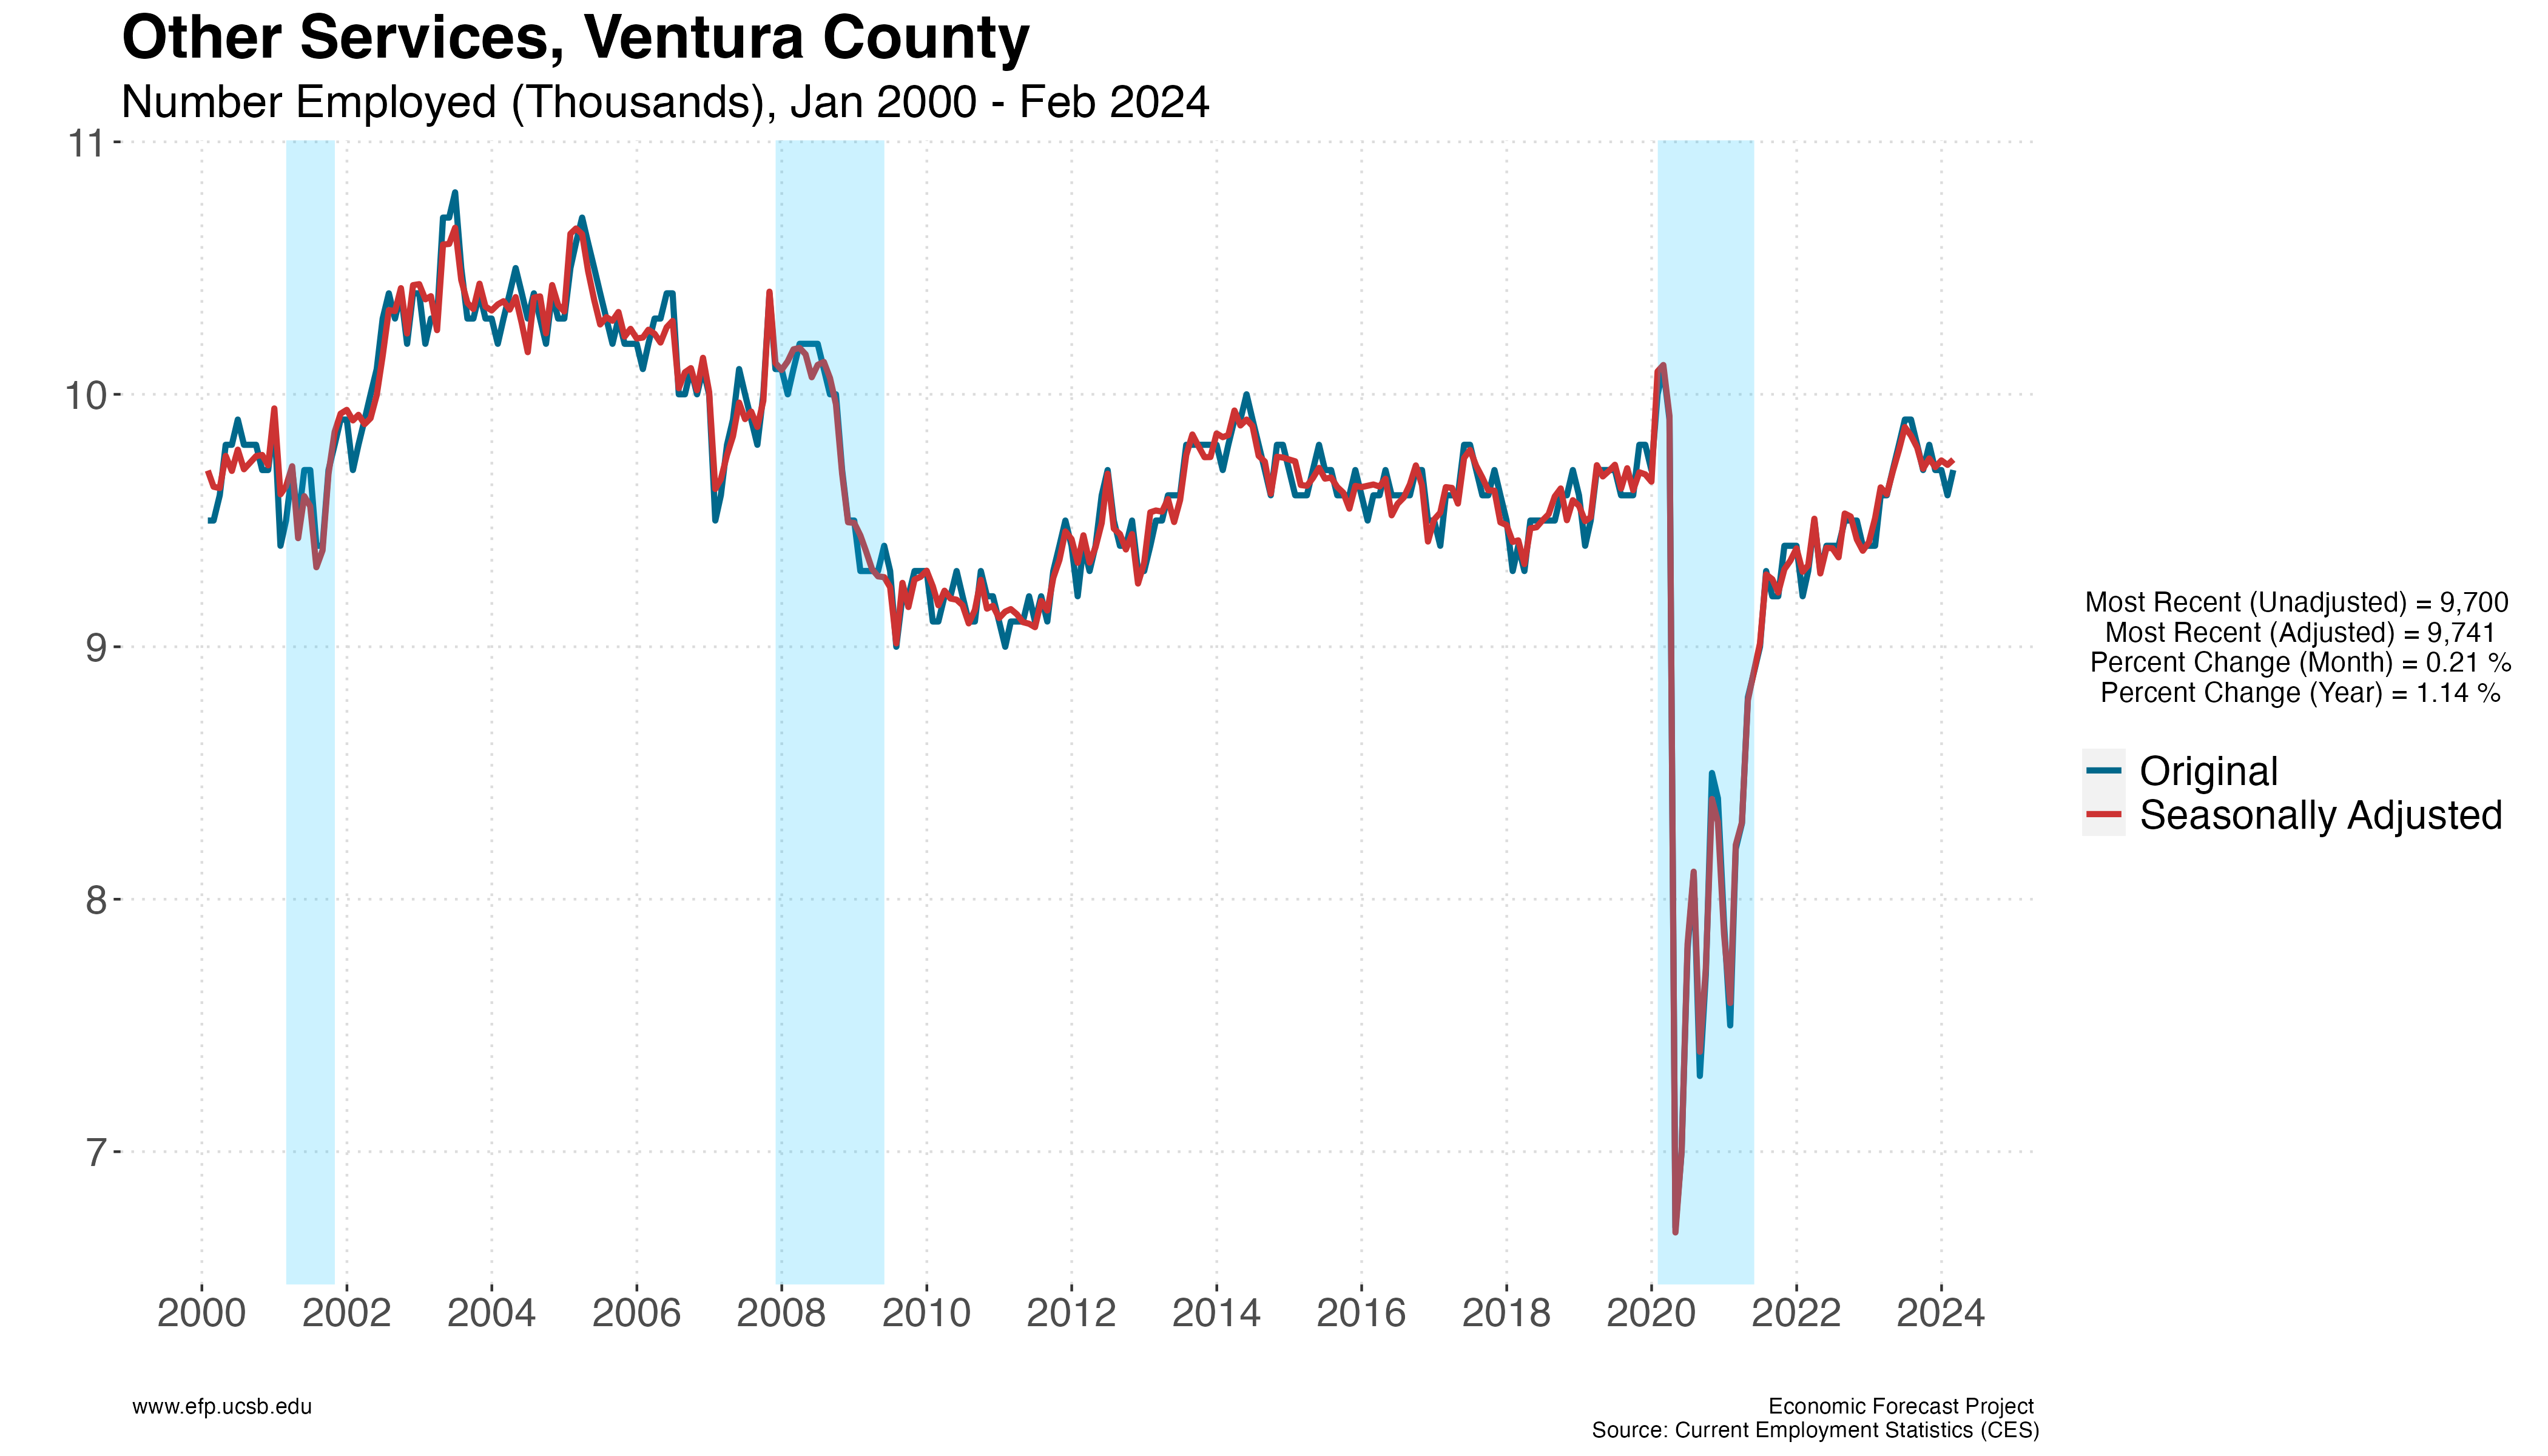 Other Services, Ventura County
Number Employed (Thousands), Jan 2000 - Feb 2024
11
10
9
8
7
2000 2002 2004 2006 2008 2010 2012 2014 2016 2018 2020 2022 2024
Most Recent (Unadjusted) = 9,700
Most Recent (Adjusted) = 9,741
Percent Change (Month) = 0.21 %
Percent Change (Year) = 1.14 %
Original
Seasonally Adjusted
www.efp.ucsb.edu
Economic Forecast Project
Source: Current Employment Statistics (CES)